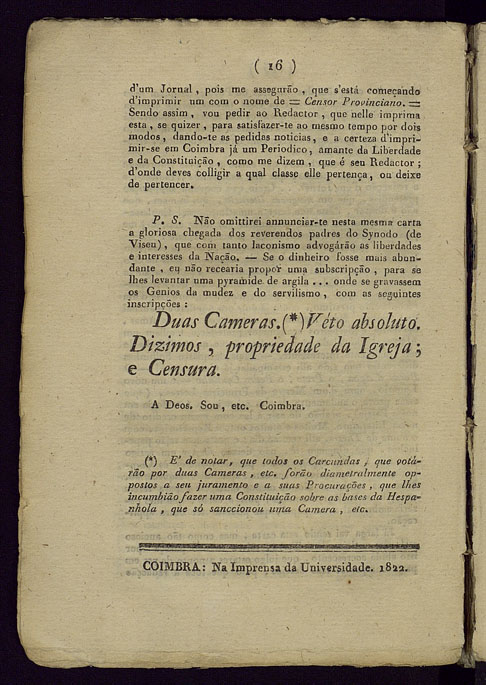 ( 16 )
d'um Jornal, pois me assegurão, que s'está começando
d'imprimir um com o nome de = Censor Provinciano. =
Sendo assim, vou pedir ao Redactor, que nelle imprima
esta, se quizer, para satisfazer-te ao mesmo tempo por dois
modos, dando-te as pedidas noticias, e a certeza d'impri-
mir-se em Coimbra já um Periodico, amante da Liberdade
e da Constituição, como me dizem, que é seu Redactor;
d'onde deves colligir a qual classe elle pertença, ou deixe
de pertencer.
P. S. Não omittirei annunciar-te nesta mesma carta
a gloriosa chegada dos reverendos padres do Synodo (de
Viseu), que com tanto laconismo advogárão as liberdades
e interesses da Nação. — Se o dinheiro fosse mais abun-
dante, eu não recearia propôr uma subscripção, para se
lhes levantar uma pyramide de argila ... onde se gravassem
os Genios da mudez e do servilismo, com as seguintes
inscripções:
Duas Cameras.(*) Véto absoluto.
Dizimos, propriedade da Igreja;
e Censura.
A Deos. Sou, etc. Coimbra.
(*) E' de notar, que todos os Carcundas, que votá-
rão por duas Cameras, etc. forão diametralmente op-
postos a seu juramento e a suas Procurações, que lhes
incumbião fazer uma Constituição sobre as bases da Hespa-
nhola, que só sanccionou uma Camera, etc.
COIMBRA: Na Imprensa da Universidade. 1822.